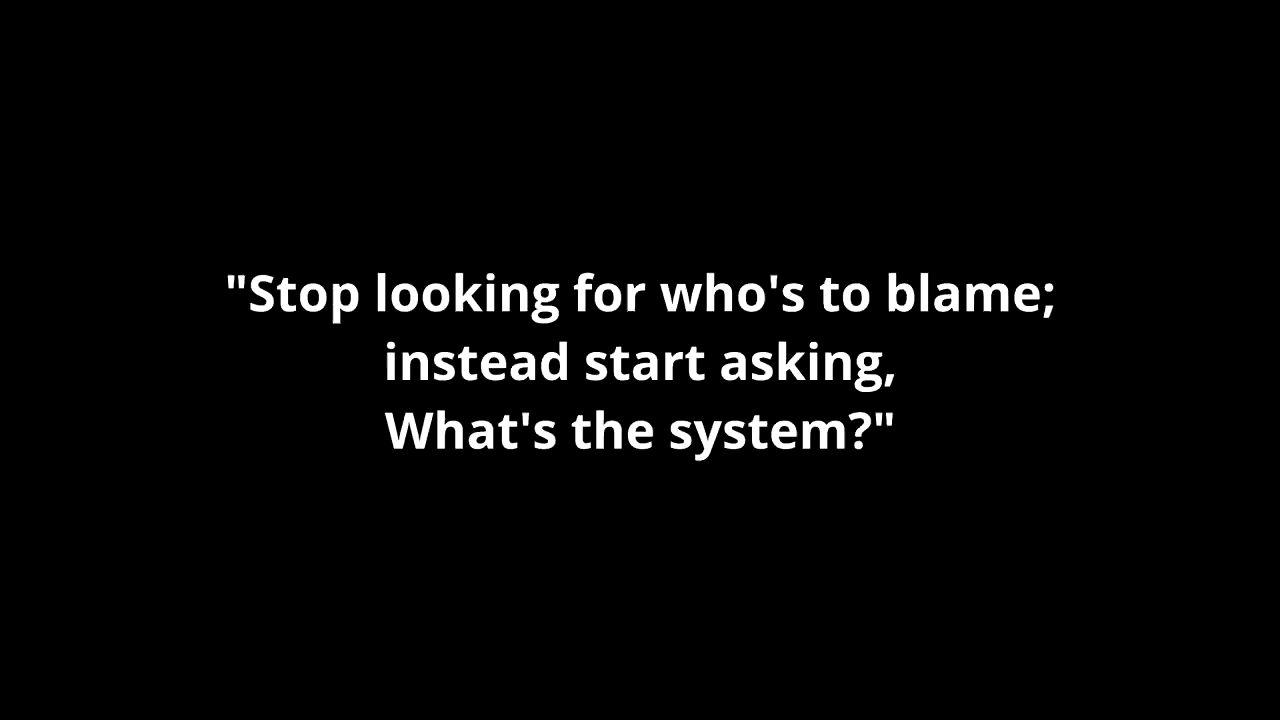 "Stop looking for who's to blame;
instead start asking,
What's the system?"